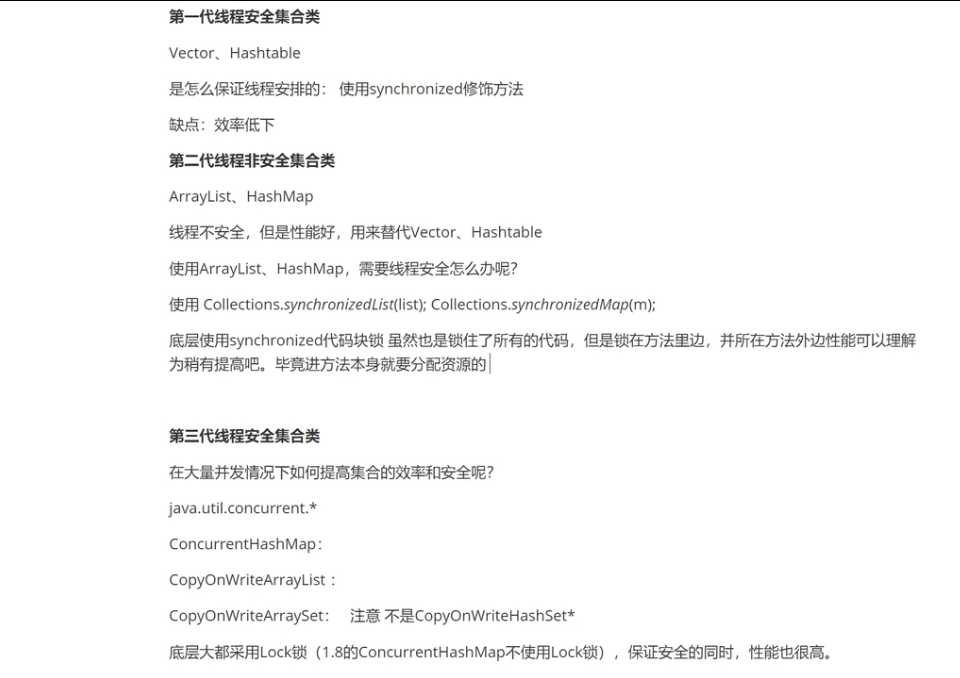 第一代线程安全集合类
Vector、Hashtable
是怎么保证线程安排的： 使用synchronized修饰方法
缺点：效率低下
第二代线程非安全集合类
ArrayList、HashMap
线程不安全，但是性能好，用来替代Vector、Hashtable
使用ArrayList、HashMap，需要线程安全怎么办呢？
使用 Collections.synchronizedList(list); Collections.synchronizedMap(m);
底层使用synchronized代码块锁 虽然也是锁住了所有的代码，但是锁在方法里边，并所在方法外边性能可以理解
为稍有提高吧。毕竟进方法本身就要分配资源的
第三代线程安全集合类
在大量并发情况下如何提高集合的效率和安全呢？
java.util.concurrent.*
ConcurrentHashMap：
CopyOnWriteArrayList ：
CopyOnWriteArraySet： 注意 不是CopyOnWriteHashSet*
底层大都采用Lock锁（1.8的ConcurrentHashMap不使用Lock锁），保证安全的同时，性能也很高。